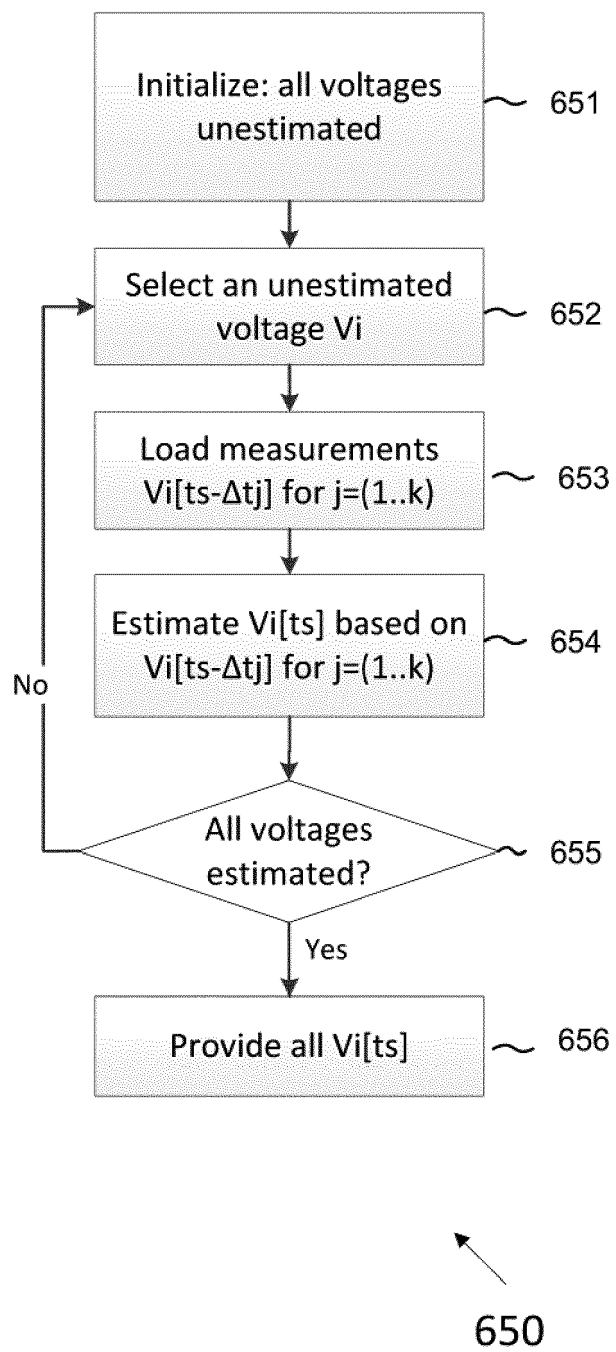 Initialize: all voltages
unestimated
651
Select an unestimated
voltage Vi
652
Load measurements
Vi[ts-Δtj] for j=(1..k)
653
Estimate Vi[ts] based on
Vi[ts-Δtj] for j=(1..k)
654
No
All voltages
estimated?
655
Yes
Provide all Vi[ts]
656
650